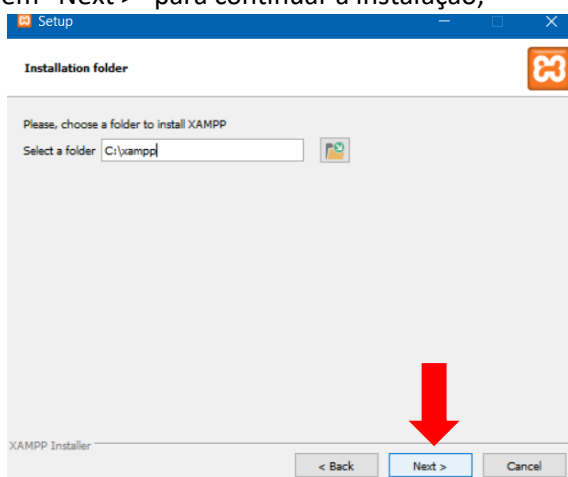 em "Next >" para continuar a instalação;
Setup
Installation folder
Please, choose a folder to install XAMPP
Select a folder C:\xampp
XAMPP Installer
< Back Next > Cancel